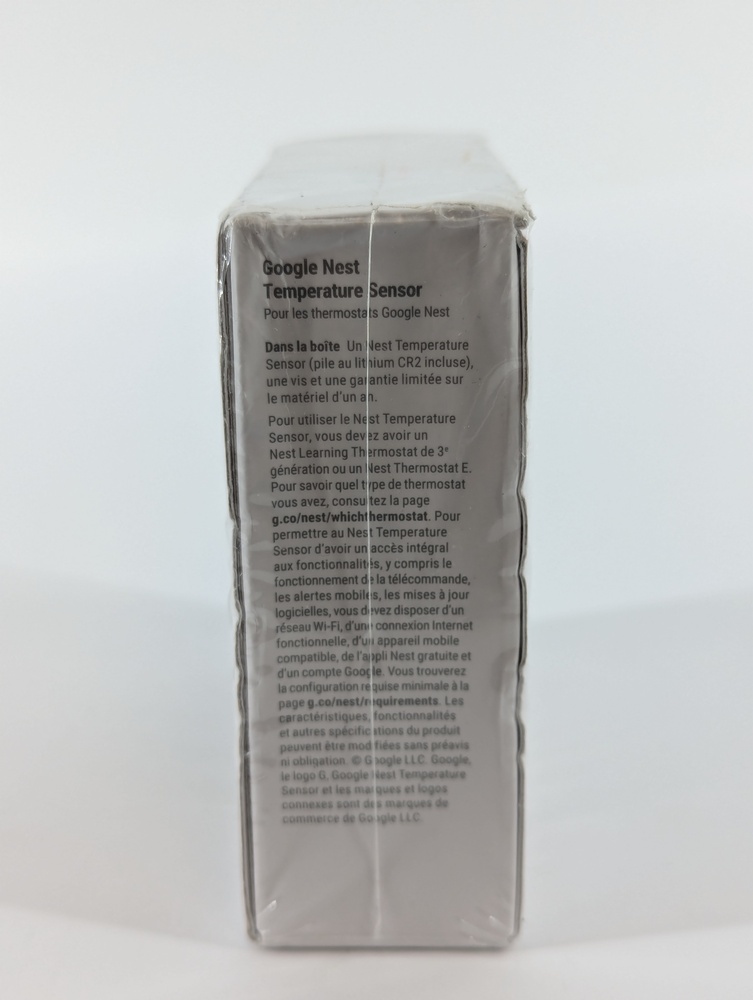 Google Nest
Temperature Sensor
Pour les thermostats Google Nest
Dans la boîte Un Nest Temperature
Sensor (pile au lithium CR2 incluse),
une vis et une garantie limitée sur
le matériel d'un an.
Pour utiliser le Nest Temperature
Sensor, vous devez avoir un
Nest Learning Thermostat de 3e
génération ou un Nest Thermostat E.
Pour savoir quel type de thermostat
vous avez, consultez la page
g.co/nest/whichthermostat. Pour
permettre au Nest Temperature
Sensor d'avoir un accès intégral
aux fonctionnalités, y compris le
fonctionnement de la télécommande,
les alertes mobiles, les mises à jour
logicielles, vous devez disposer d'un
réseau Wi-Fi, d'une connexion Internet
fonctionnelle, d'un appareil mobile
compatible, de l'appli Nest gratuite et
d'un compte Google. Vous trouverez
la configuration requise minimale à la
page g.co/nest/requirements. Les
caractéristiques, fonctionnalités
et autres spécifications du produit
peuvent être modifiées sans préavis
ni obligation. © Google LLC. Google,
le logo G, Google Nest Temperature
Sensor et les marques et logos
connexes sont des marques de
commerce de Google LLC.